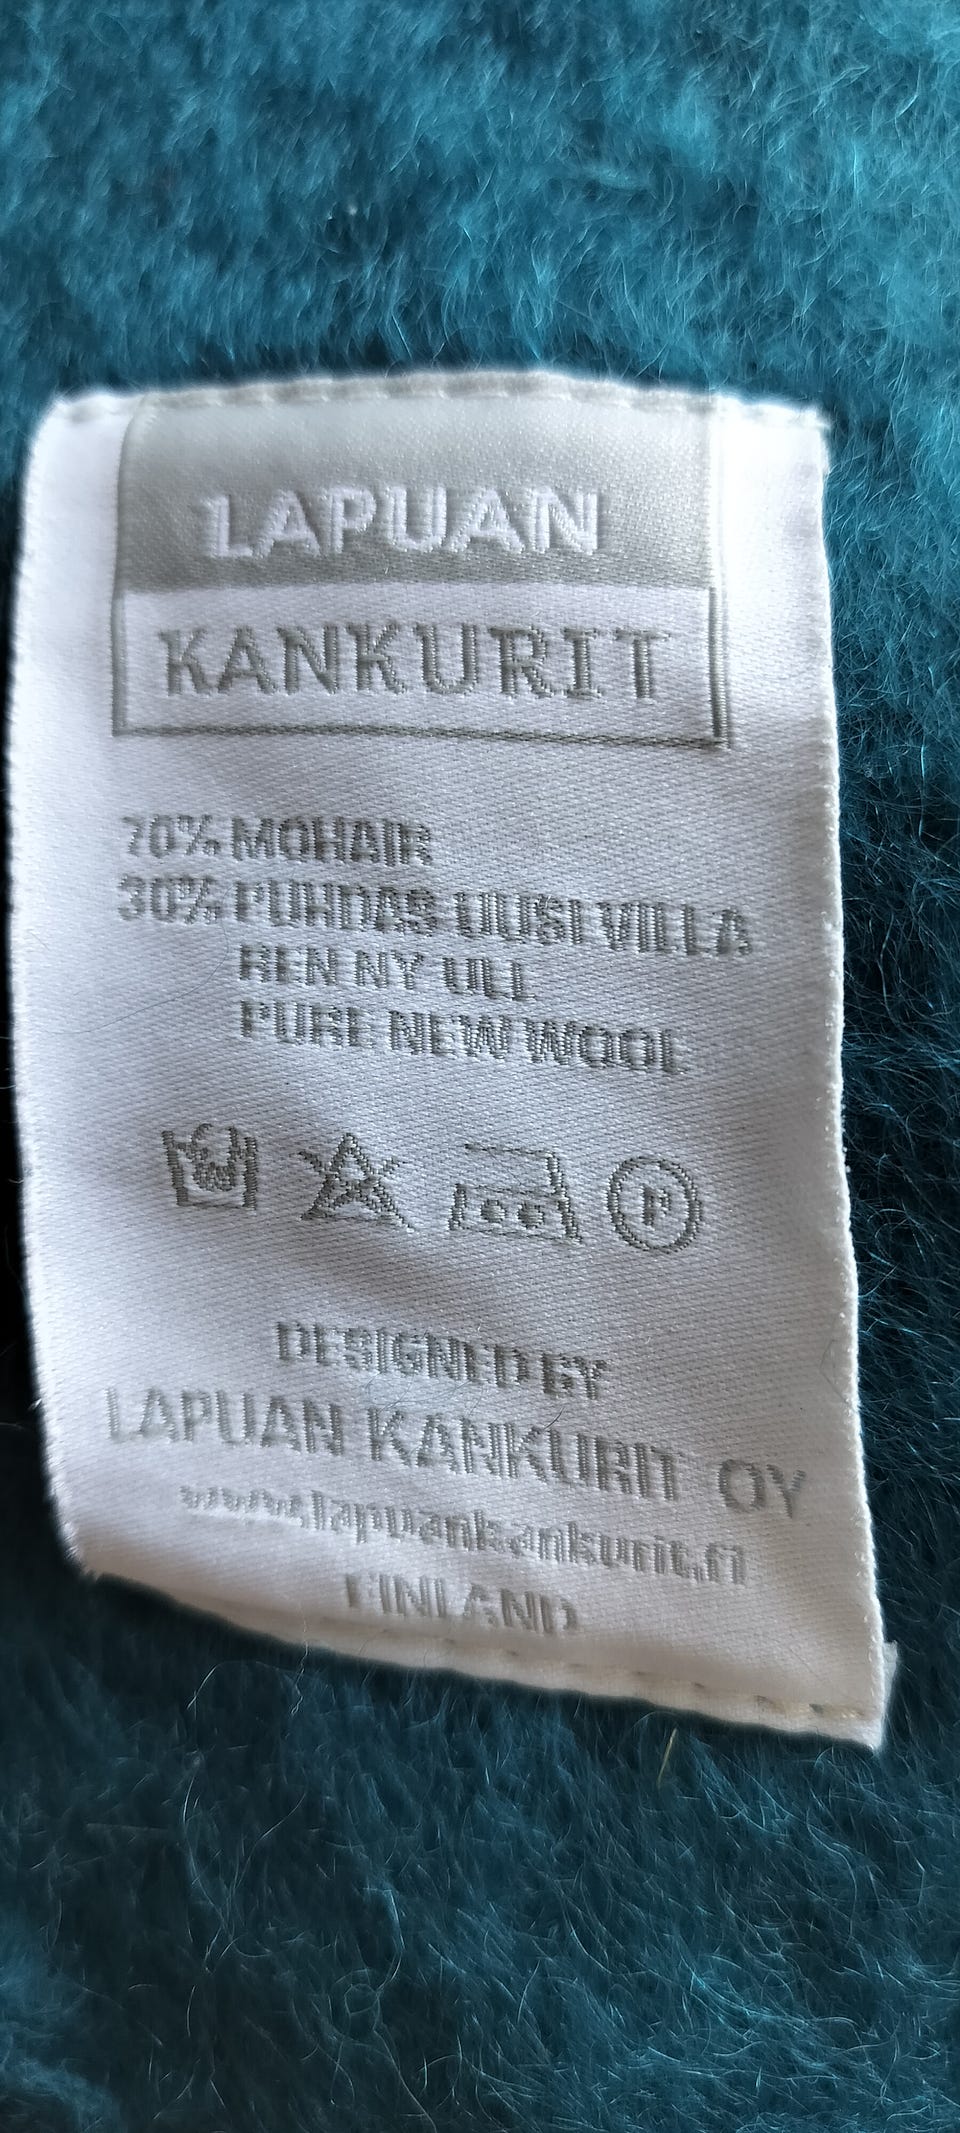 LAPUAN
KANKURIT
70% MOHAIR
30% PUHDAS UUSI VILLA
REN NY ULL
PURE NEW WOOL
P
DESIGNED BY
LAPUAN KANKURIT OY
www.lapuankankurit.fi
FINLAND